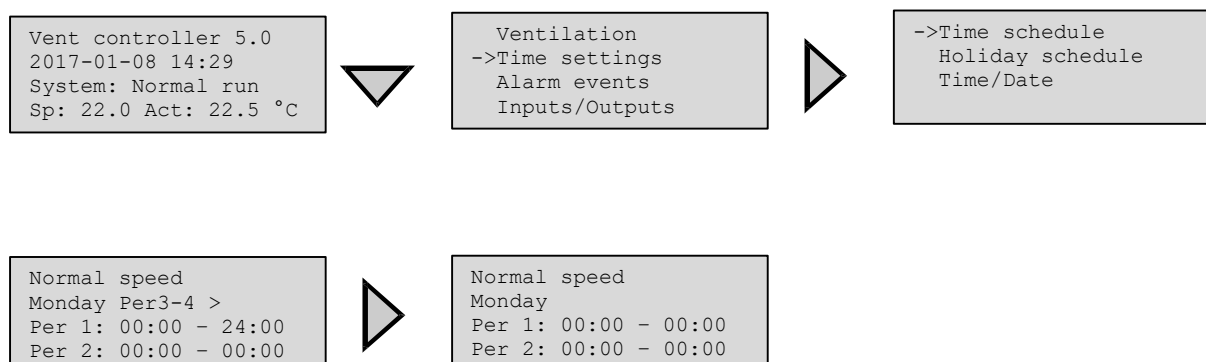 Vent controller 5.0
2017-01-08 14:29
System: Normal run
Sp: 22.0 Act: 22.5 °C
Ventilation
->Time settings
Alarm events
Inputs/Outputs
->Time schedule
Holiday schedule
Time/Date
Normal speed
Monday Per3-4 >
Per 1: 00:00 – 24:00
Per 2: 00:00 – 00:00
Normal speed
Monday
Per 1: 00:00 – 00:00
Per 2: 00:00 – 00:00